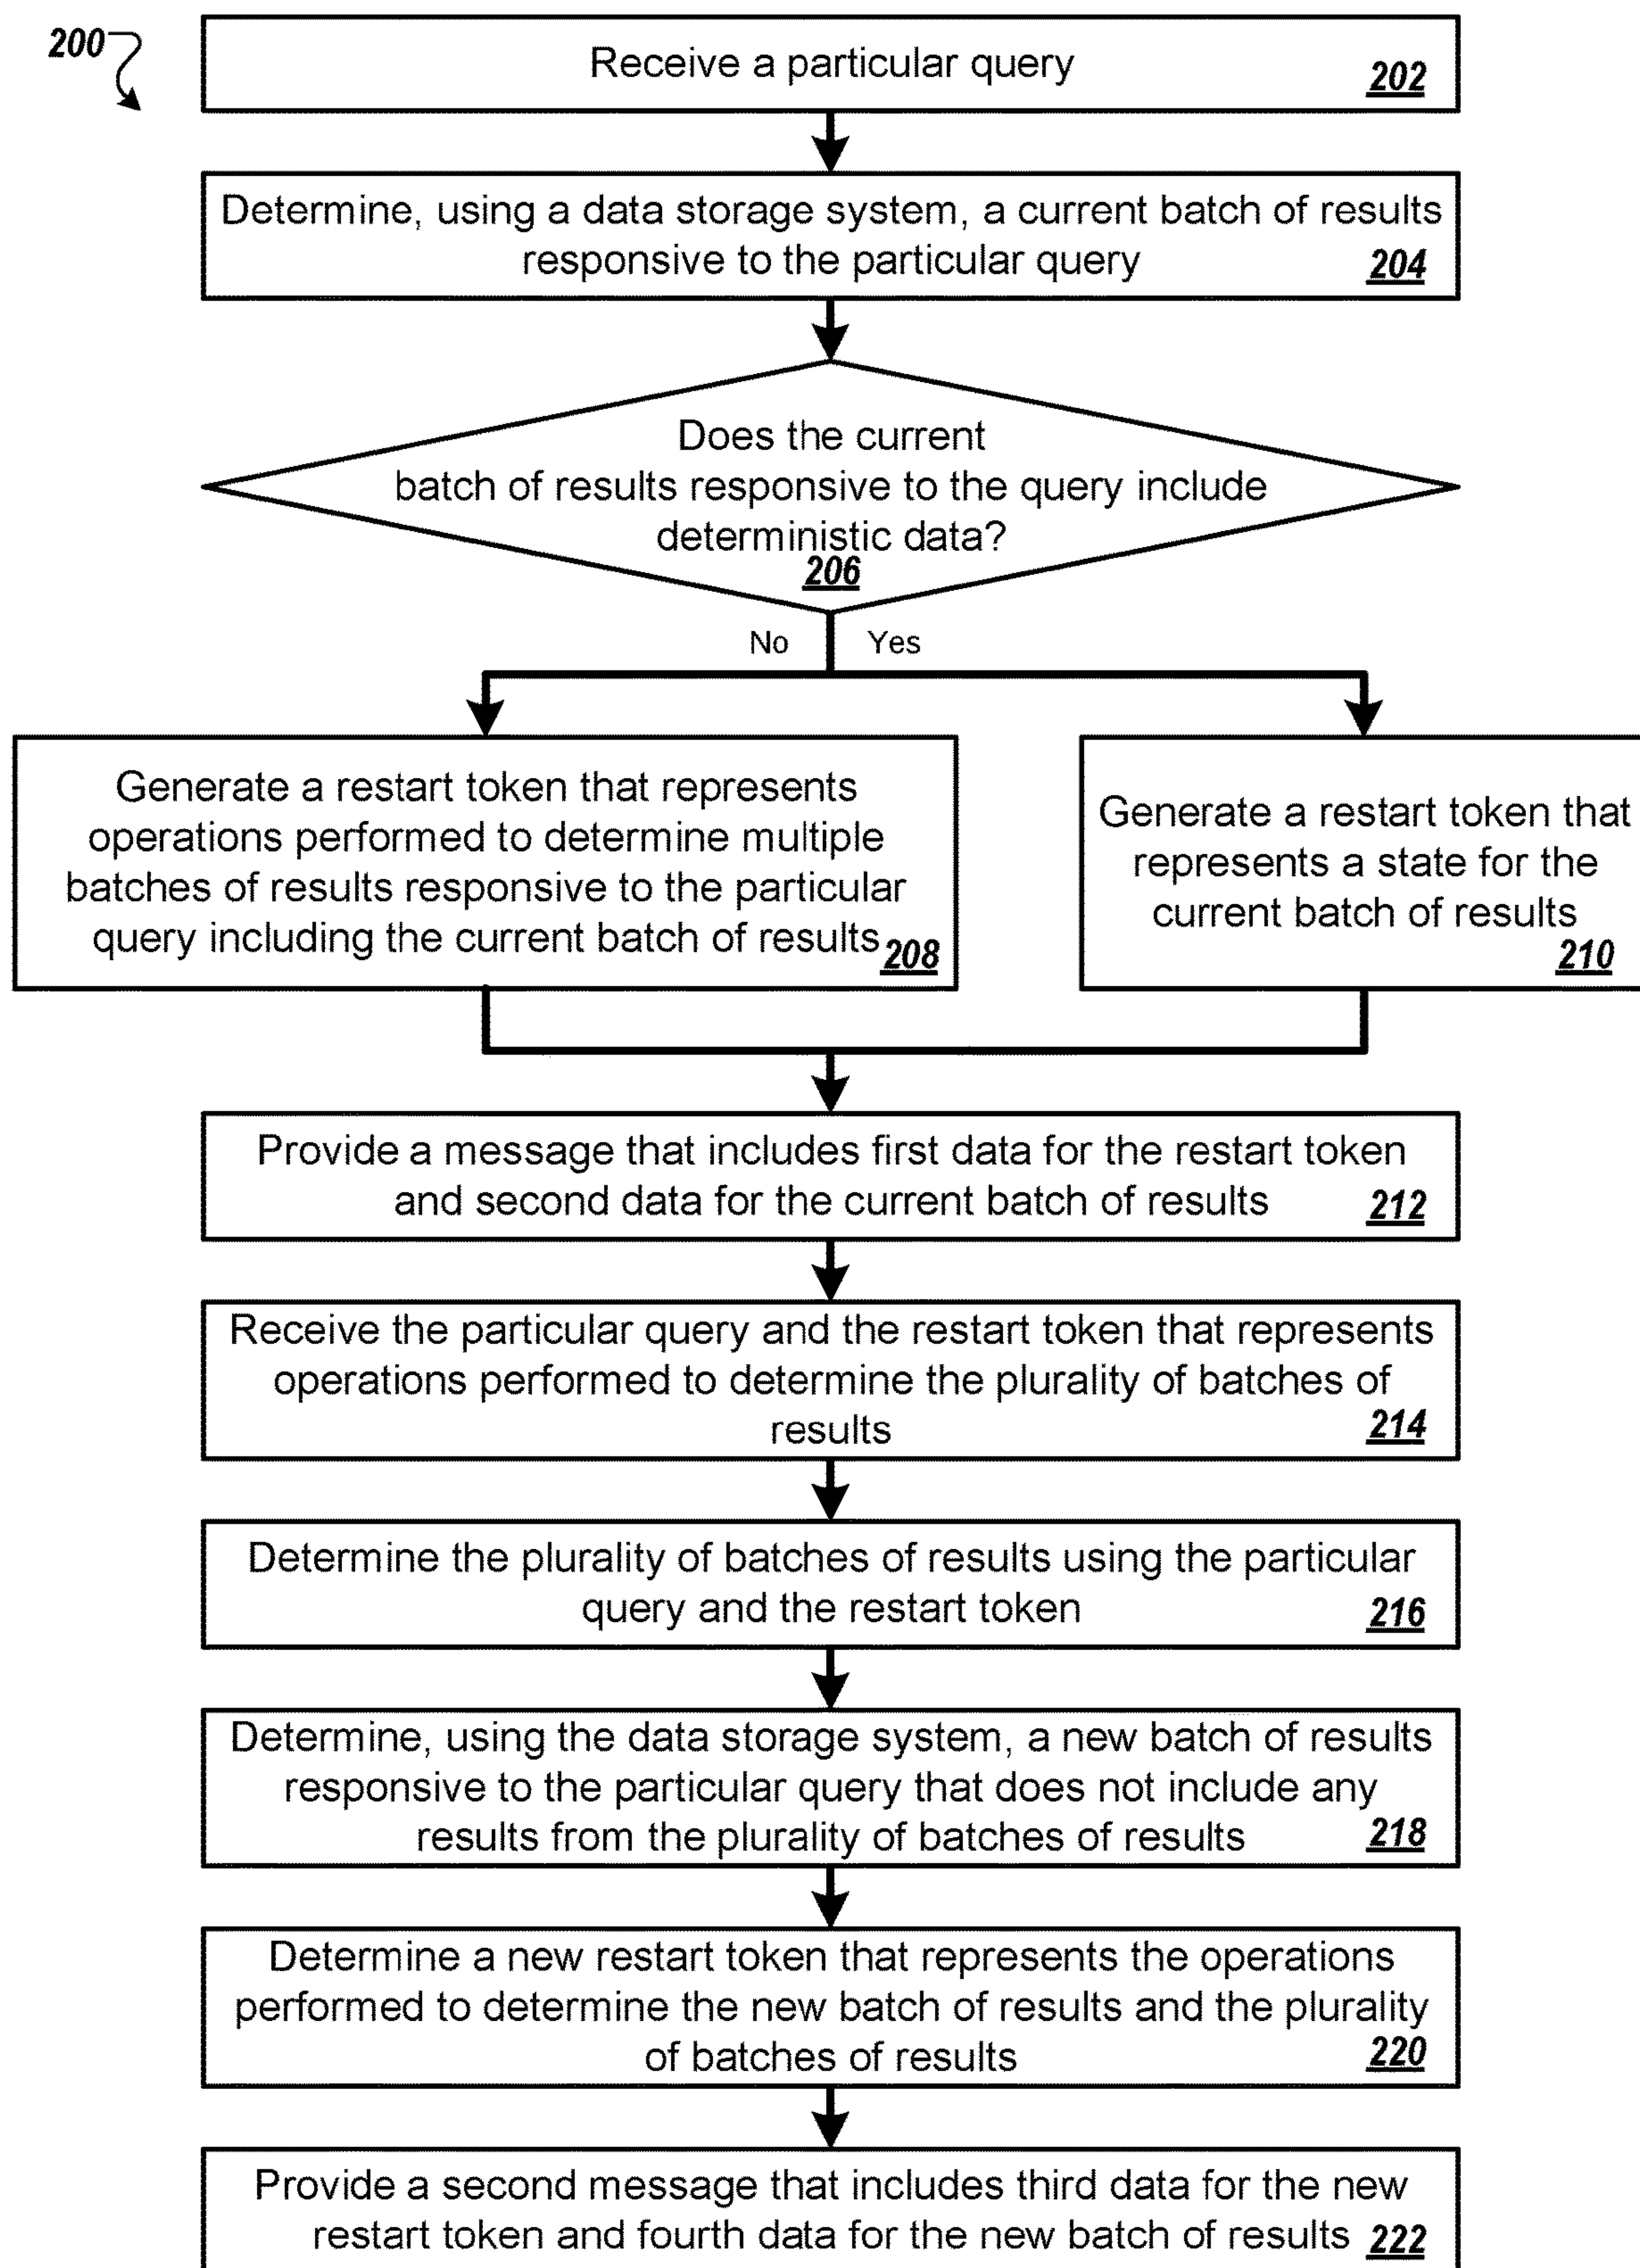 200
Receive a particular query
202
Determine, using a data storage system, a current batch of results
responsive to the particular query
204
Does the current
batch of results responsive to the query include
deterministic data?
206
No
Yes
Generate a restart token that represents
operations performed to determine multiple
batches of results responsive to the particular
query including the current batch of results
208
Generate a restart token that
represents a state for the
current batch of results
210
Provide a message that includes first data for the restart token
and second data for the current batch of results
212
Receive the particular query and the restart token that represents
operations performed to determine the plurality of batches of
results
214
Determine the plurality of batches of results using the particular
query and the restart token
216
Determine, using the data storage system, a new batch of results
responsive to the particular query that does not include any
results from the plurality of batches of results
218
Determine a new restart token that represents the operations
performed to determine the new batch of results and the plurality
of batches of results
220
Provide a second message that includes third data for the new
restart token and fourth data for the new batch of results
222